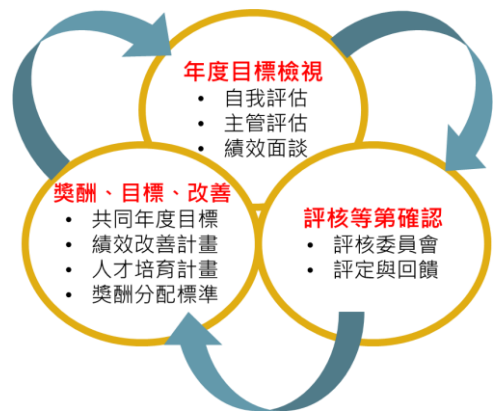 年度目標檢視
• 自我評估
• 主管評估
• 績效面談
獎酬、目標、改善
• 共同年度目標
• 績效改善計畫
• 人才培育計畫
• 獎酬分配標準
評核等第確認
• 評核委員會
• 評定與回饋